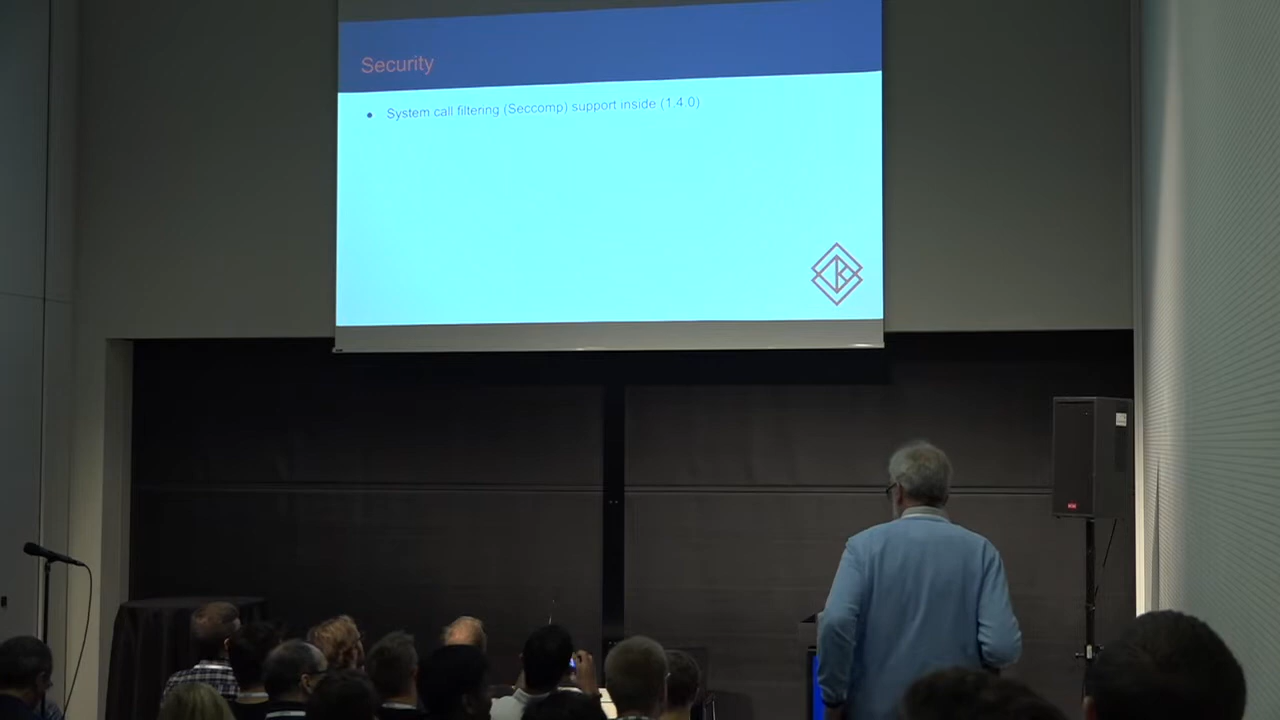 Security
System call filtering (Seccomp) support inside (1.4.0)